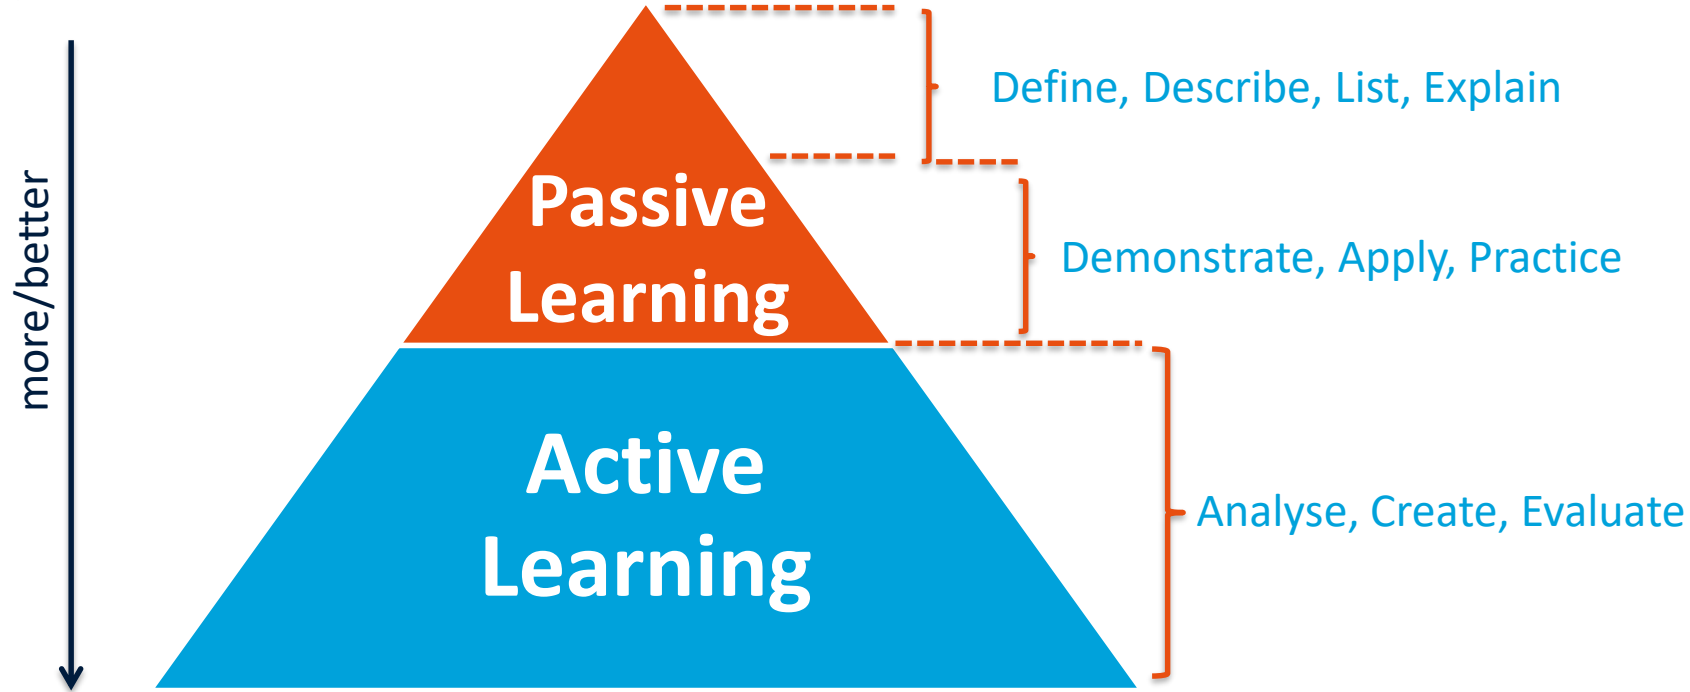 Define, Describe, List, Explain
Passive
Learning
Demonstrate, Apply, Practice
more/better
Active
Learning
Analyse, Create, Evaluate